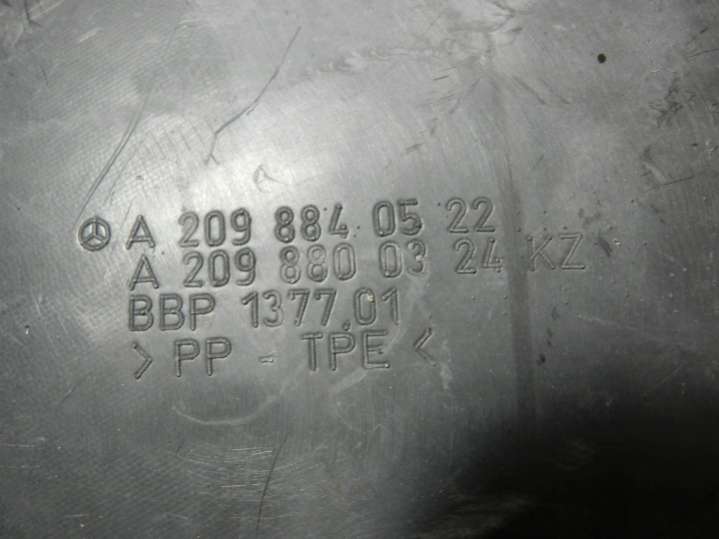 A 209 884 05 22
A 209 880 03 24 KZ
BBP 1377.01
> PP - TPE <